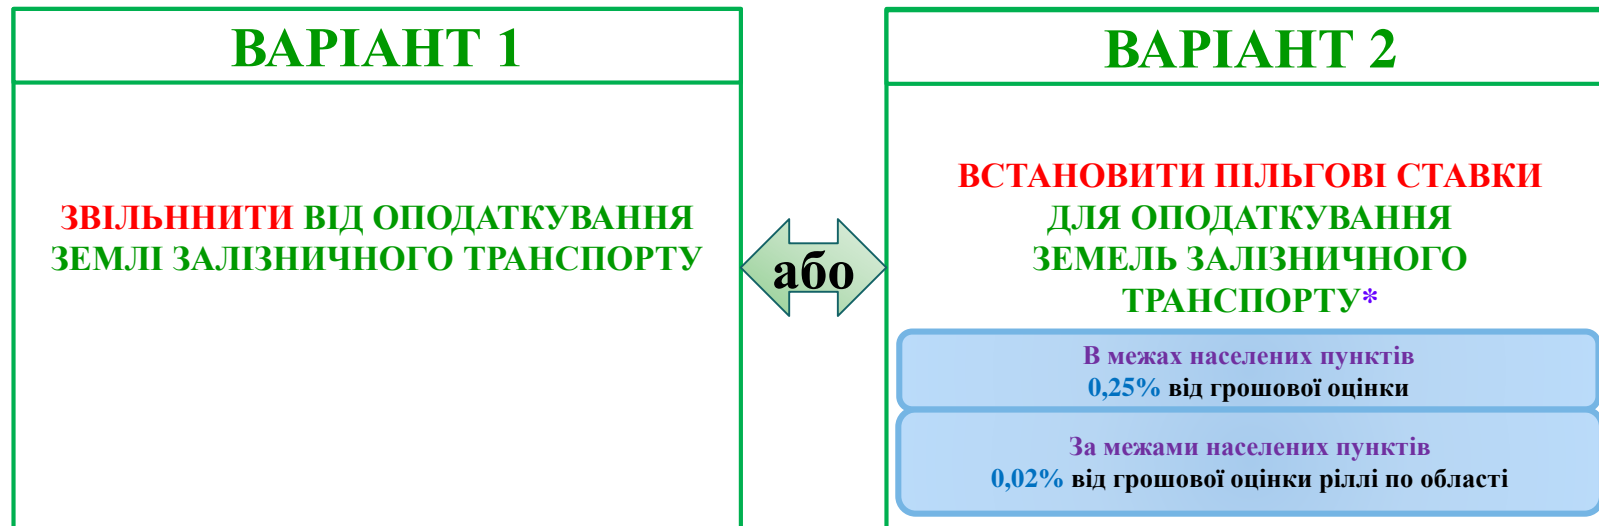 ВАРІАНТ 1
ЗВІЛЬННИТИ ВІД ОПОДАТКУВАННЯ
ЗЕМЛІ ЗАЛІЗНИЧНОГО ТРАНСПОРТУ
або
ВАРІАНТ 2
ВСТАНОВИТИ ПІЛЬГОВІ СТАВКИ
ДЛЯ ОПОДАТКУВАННЯ
ЗЕМЕЛЬ ЗАЛІЗНИЧНОГО
ТРАНСПОРТУ*
В межах населених пунктів
0,25% від грошової оцінки
За межами населених пунктів
0,02% від грошової оцінки ріллі по області